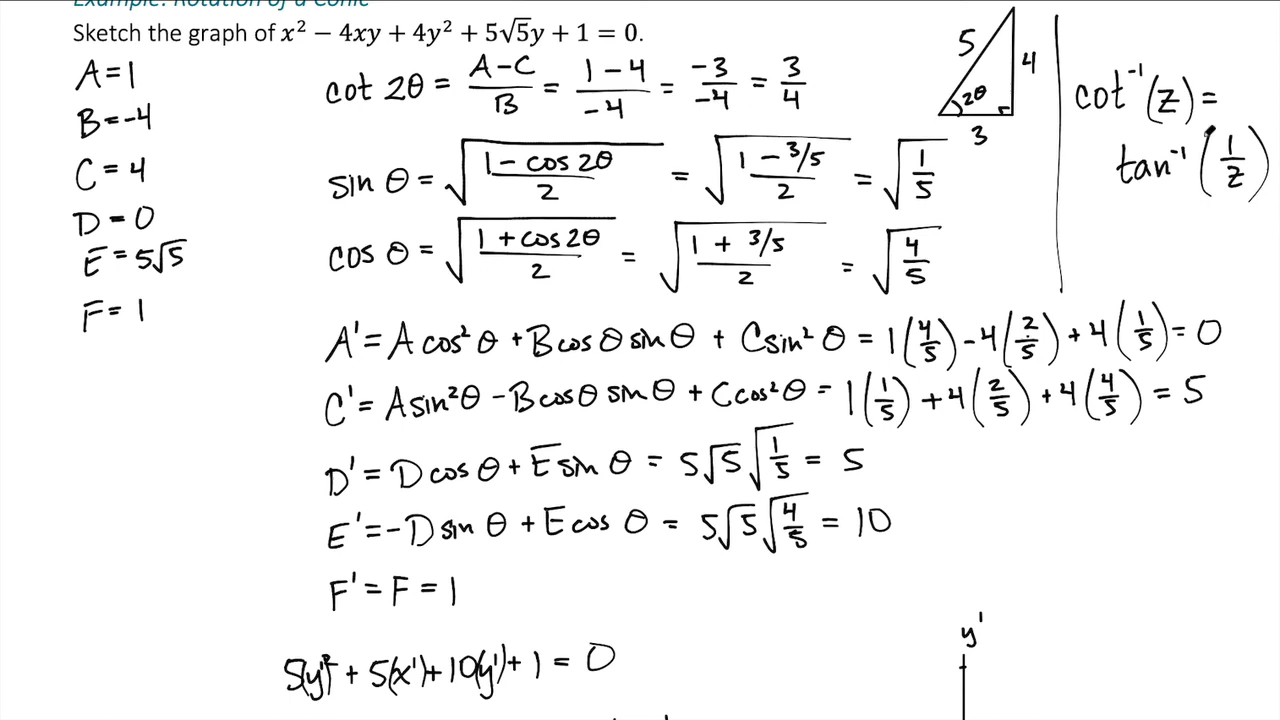 Example: Rotation of a Conic
Sketch the graph of x² − 4xy + 4y² + 5√5y + 1 = 0.
A = 1
B = -4
C = 4
D = 0
E = 5√5
F = 1
cot 2θ = (A-C)/B = (1-4)/-4 = -3/-4 = 3/4
sin θ = √((1 - cos 2θ)/2) = √((1 - 3/5)/2) = √(1/5)
cos θ = √((1 + cos 2θ)/2) = √((1 + 3/5)/2) = √(4/5)
5
4
2θ
3
cot⁻¹(z) =
tan⁻¹(1/z)
A' = A cos²θ + B cos θ sin θ + C sin²θ = 1(4/5) - 4(2/5) + 4(1/5) = 0
C' = A sin²θ - B cos θ sin θ + C cos²θ = 1(1/5) + 4(2/5) + 4(4/5) = 5
D' = D cos θ + E sin θ = 5√5 √(1/5) = 5
E' = -D sin θ + E cos θ = 5√5 √(4/5) = 10
F' = F = 1
5(y')² + 5(x') + 10(y') + 1 = 0
y'